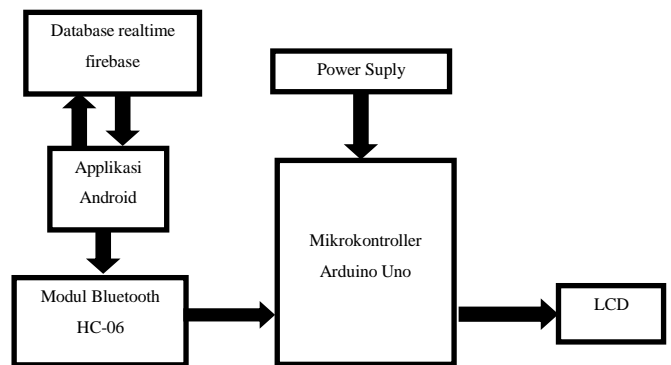 Database realtime
firebase
Power Suply
Applikasi
Android
Mikrokontroller
Arduino Uno
Modul Bluetooth
HC-06
LCD